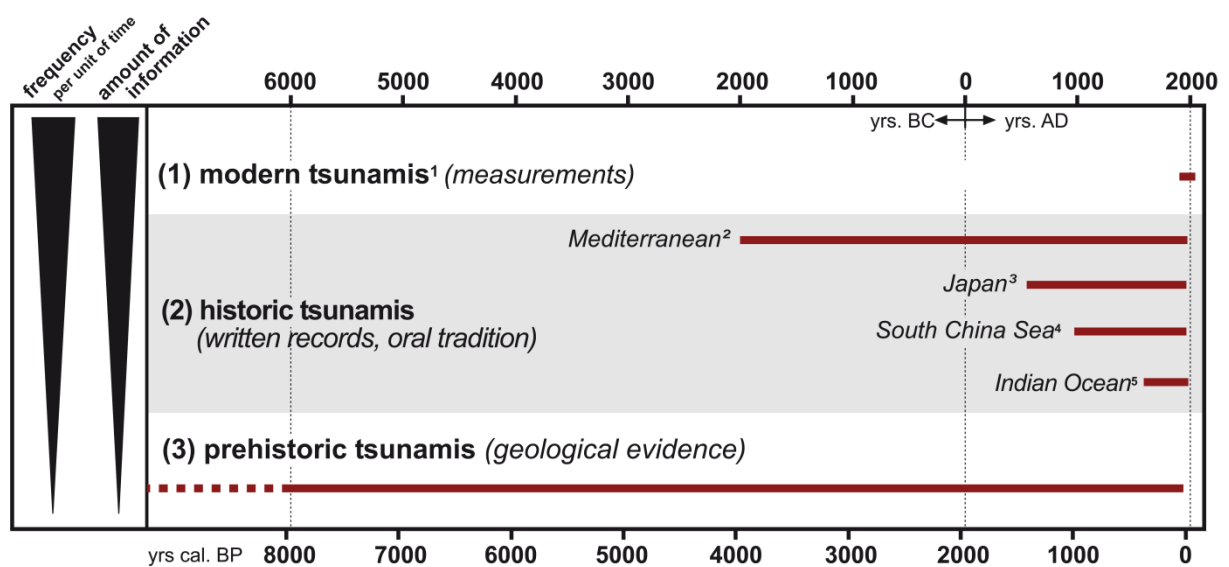 frequency
per unit of time
amount of
information
6000 5000 4000 3000 2000 1000 0 1000 2000
yrs. BC yrs. AD
(1) modern tsunamis¹ (measurements)
Mediterranean²
Japan³
(2) historic tsunamis
(written records, oral tradition)
South China Sea⁴
Indian Ocean⁵
(3) prehistoric tsunamis (geological evidence)
yrs cal. BP 8000 7000 6000 5000 4000 3000 2000 1000 0